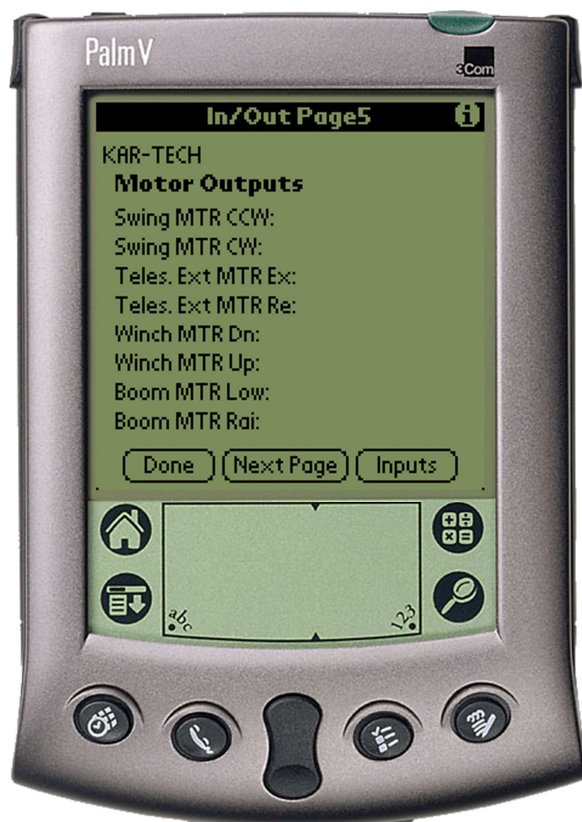 PalmV
3Com
In/Out Page5
i
KAR-TECH
Motor Outputs
Swing MTR CCW:
Swing MTR CW:
Teles. Ext MTR Ex:
Teles. Ext MTR Re:
Winch MTR Dn:
Winch MTR Up:
Boom MTR Low:
Boom MTR Rai:
Done Next Page Inputs
abc 123